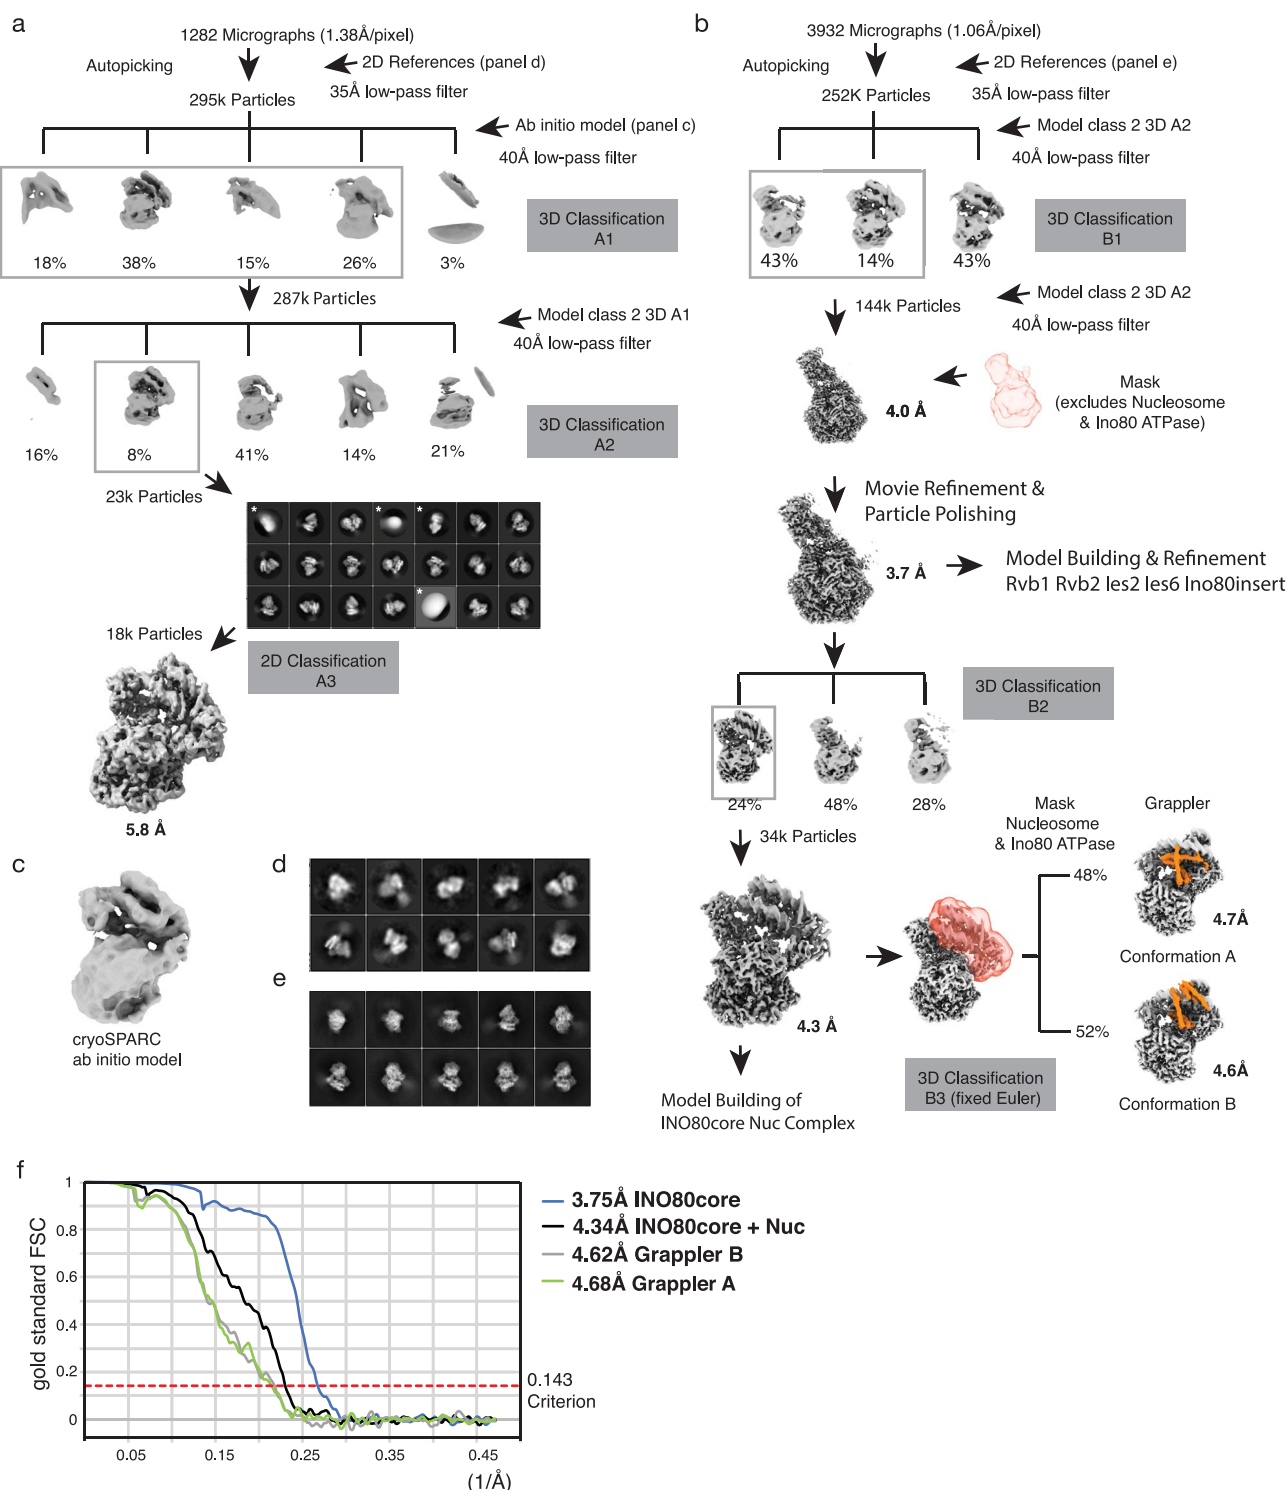 a
1282 Micrographs (1.38Å/pixel)
Autopicking
2D References (panel d)
35Å low-pass filter
295k Particles
Ab initio model (panel c)
40Å low-pass filter
3D Classification
A1
18%
38%
15%
26%
3%
287k Particles
Model class 2 3D A1
40Å low-pass filter
3D Classification
A2
16%
8%
41%
14%
21%
23k Particles
*
*
*
*
18k Particles
2D Classification
A3
5.8 Å
b
3932 Micrographs (1.06Å/pixel)
Autopicking
2D References (panel e)
35Å low-pass filter
252K Particles
Model class 2 3D A2
40Å low-pass filter
3D Classification
B1
43%
14%
43%
144k Particles
Model class 2 3D A2
40Å low-pass filter
4.0 Å
Mask
(excludes Nucleosome
& Ino80 ATPase)
Movie Refinement &
Particle Polishing
3.7 Å
Model Building & Refinement
Rvb1 Rvb2 Ies2 Ies6 Ino80insert
3D Classification
B2
24%
48%
28%
34k Particles
Mask
Nucleosome
& Ino80 ATPase
Grappler
48%
4.7Å
Conformation A
4.3 Å
52%
4.6Å
Conformation B
3D Classification
B3 (fixed Euler)
Model Building of
INO80core Nuc Complex
c
cryoSPARC
ab initio model
d
e
f
gold standard FSC
1
0.8
0.6
0.4
0.2
0
0.05
0.15
0.25
0.35
0.45
(1/Å)
3.75Å INO80core
4.34Å INO80core + Nuc
4.62Å Grappler B
4.68Å Grappler A
0.143
Criterion